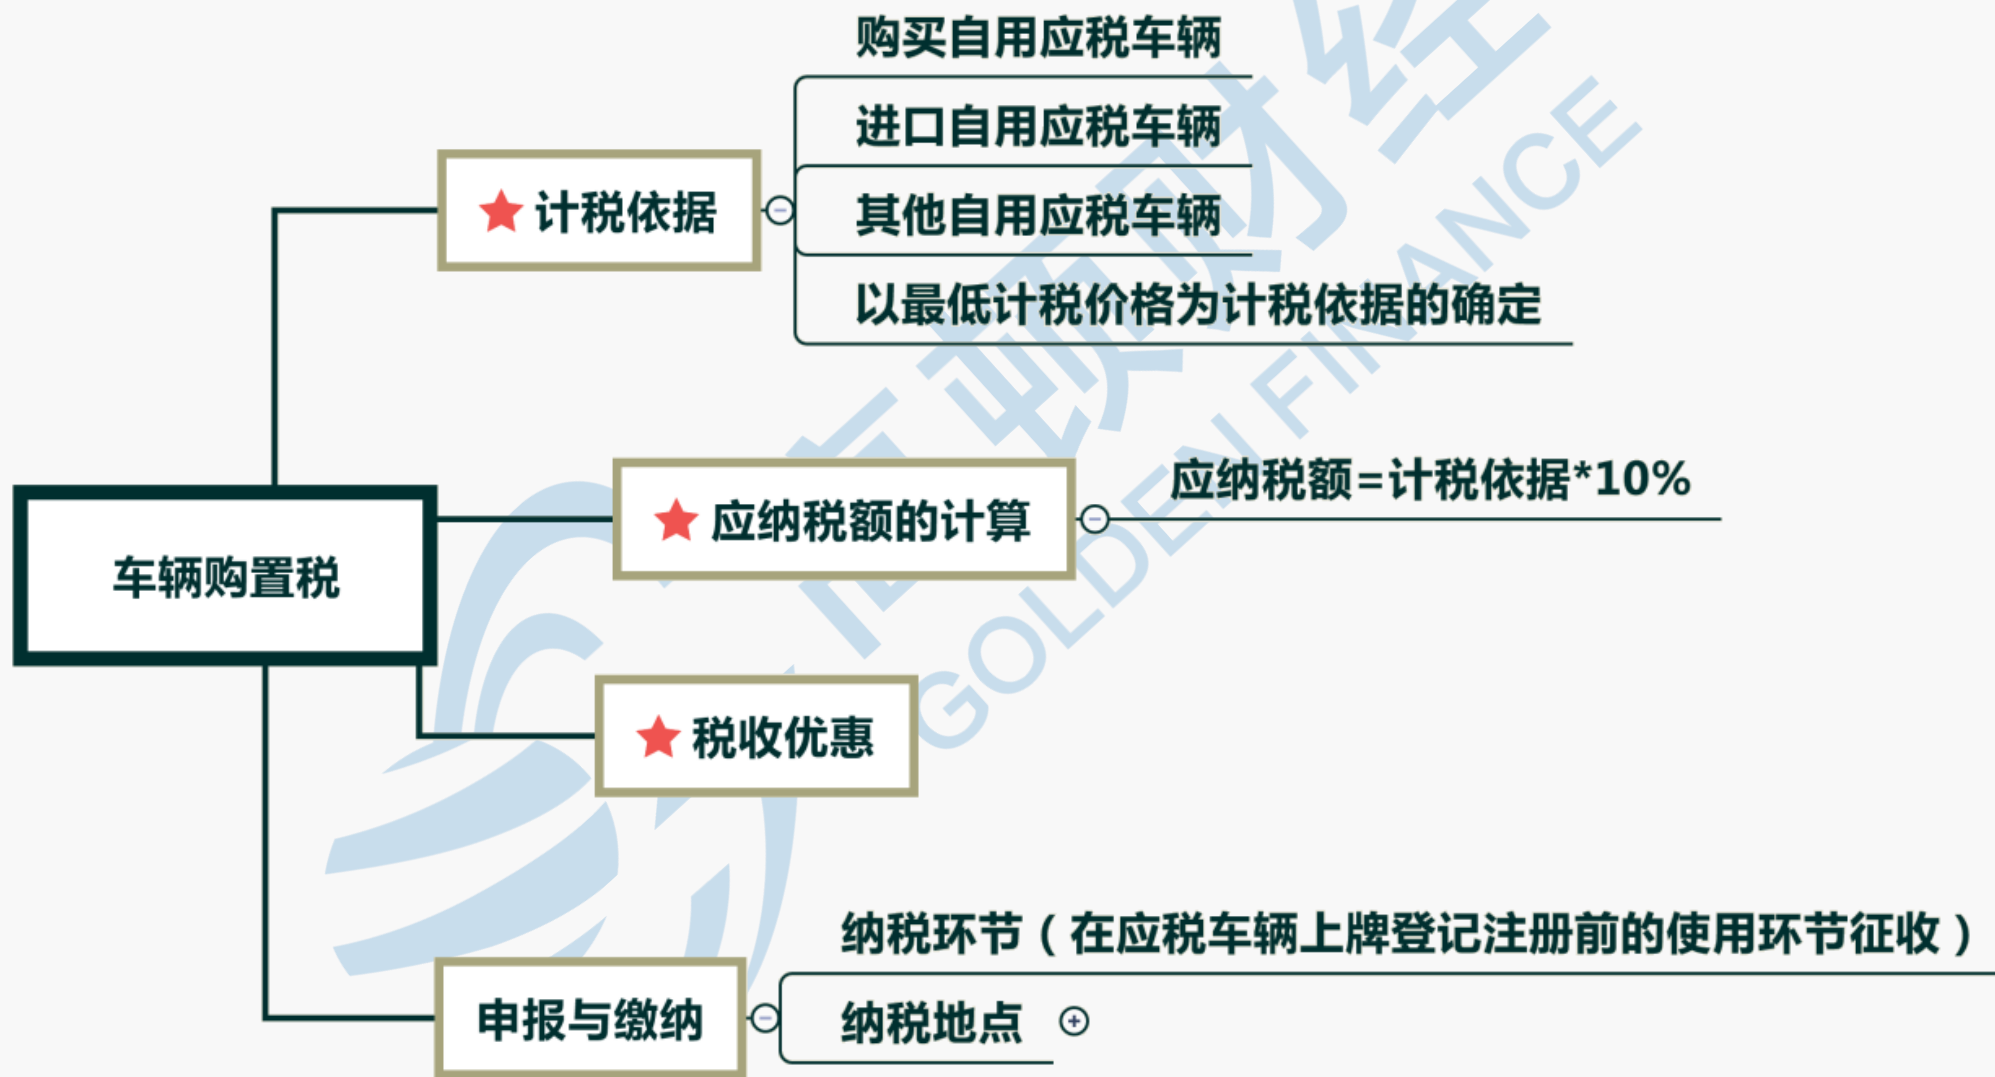 购买自用应税车辆
进口自用应税车辆
★计税依据
其他自用应税车辆
以最低计税价格为计税依据的确定
应纳税额=计税依据*10%
★应纳税额的计算
车辆购置税
★税收优惠
纳税环节（在应税车辆上牌登记注册前的使用环节征收）
申报与缴纳
纳税地点
高顿财经
GOLDEN FINANCE